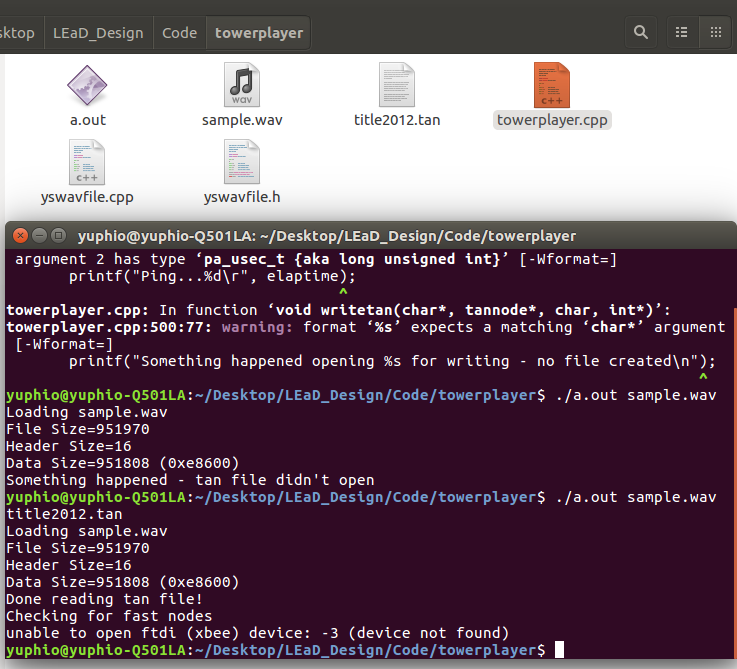 sktop LEaD_Design Code towerplayer
wav
c++
a.out sample.wav title2012.tan towerplayer.cpp
c++
yswavfile.cpp yswavfile.h
yuphio@yuphio-Q501LA: ~/Desktop/LEaD_Design/Code/towerplayer
argument 2 has type ‘pa_usec_t {aka long unsigned int}’ [-Wformat=]
printf("Ping...%d\r", elaptime);
^
towerplayer.cpp: In function ‘void writetan(char*, tannode*, char, int*)’:
towerplayer.cpp:500:77: warning: format ‘%s’ expects a matching ‘char*’ argument
[-Wformat=]
printf("Something happened opening %s for writing - no file created\n");
^
yuphio@yuphio-Q501LA:~/Desktop/LEaD_Design/Code/towerplayer$ ./a.out sample.wav
Loading sample.wav
File Size=951970
Header Size=16
Data Size=951808 (0xe8600)
Something happened - tan file didn't open
yuphio@yuphio-Q501LA:~/Desktop/LEaD_Design/Code/towerplayer$ ./a.out sample.wav
title2012.tan
Loading sample.wav
File Size=951970
Header Size=16
Data Size=951808 (0xe8600)
Done reading tan file!
Checking for fast nodes
unable to open ftdi (xbee) device: -3 (device not found)
yuphio@yuphio-Q501LA:~/Desktop/LEaD_Design/Code/towerplayer$